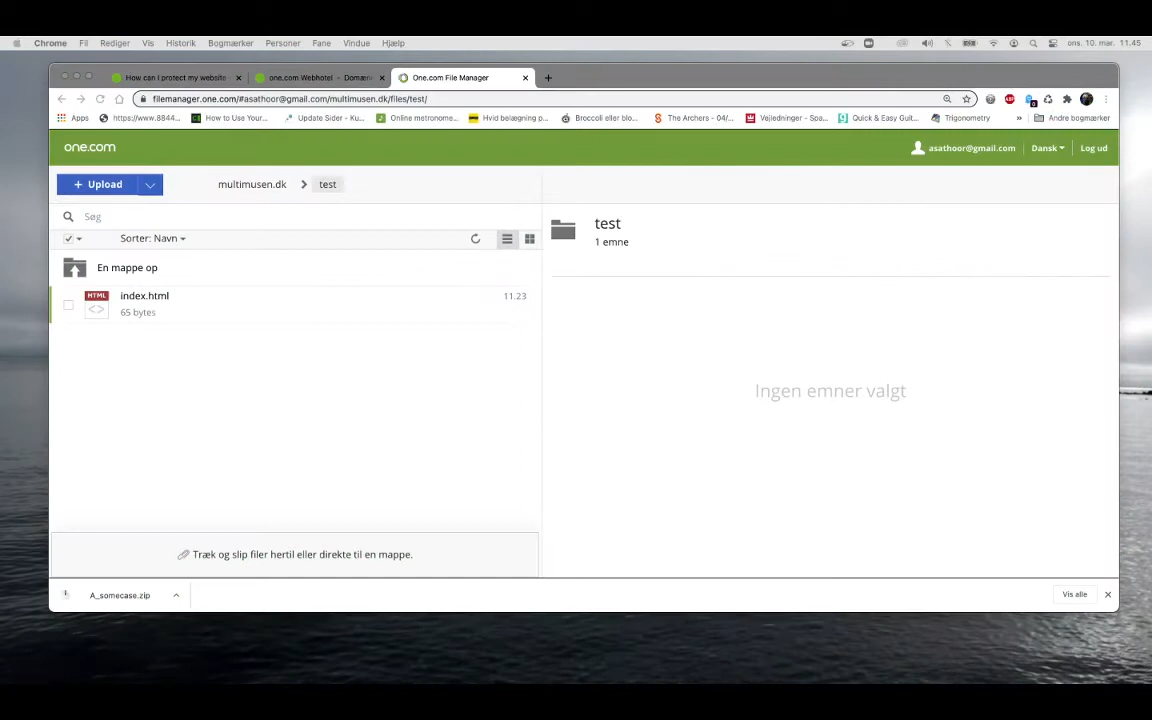 Chrome Fil Rediger Vis Historik Bogmærker Personer Fane Vindue Hjælp ons. 10. mar. 11.45
How can I protect my website one.com Webhotel - Domæn One.com File Manager
filemanager.one.com/#asathoor@gmail.com/multimusen.dk/files/test/
Apps https://www.8844... How to Use Your... Update Sider - Ku... Online metronome... Hvid belægning p... Broccoli eller blo... The Archers - 04/... Vejledninger - Spa... Quick & Easy Guit... Trigonometry » Andre bogmærker
one.com asathoor@gmail.com Dansk Log ud
+ Upload multimusen.dk test
Søg
test
1 emne
Sorter: Navn
En mappe op
index.html 11.23
65 bytes
Ingen emner valgt
Træk og slip filer hertil eller direkte til en mappe.
A_somecase.zip Vis alle